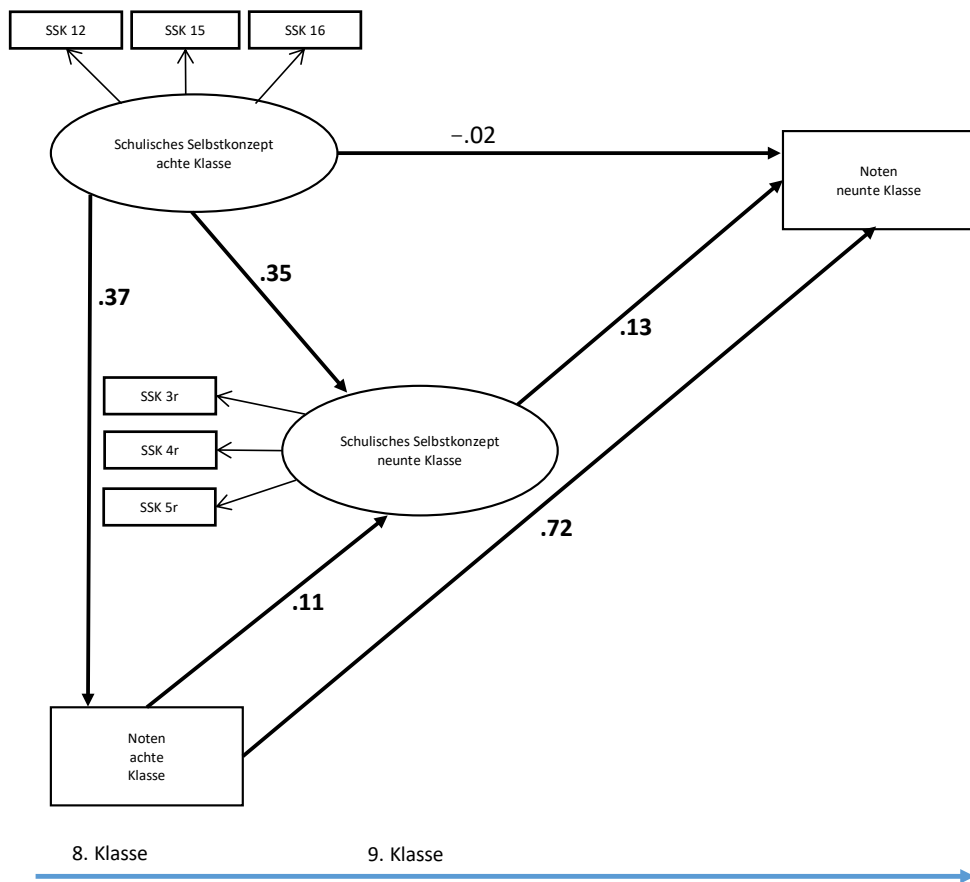 SSK 12
SSK 15
SSK 16
Schulisches Selbstkonzept
achte Klasse
–.02
Noten
neunte Klasse
.35
.37
.13
SSK 3r
SSK 4r
SSK 5r
Schulisches Selbstkonzept
neunte Klasse
.72
.11
Noten
achte
Klasse
8. Klasse
9. Klasse